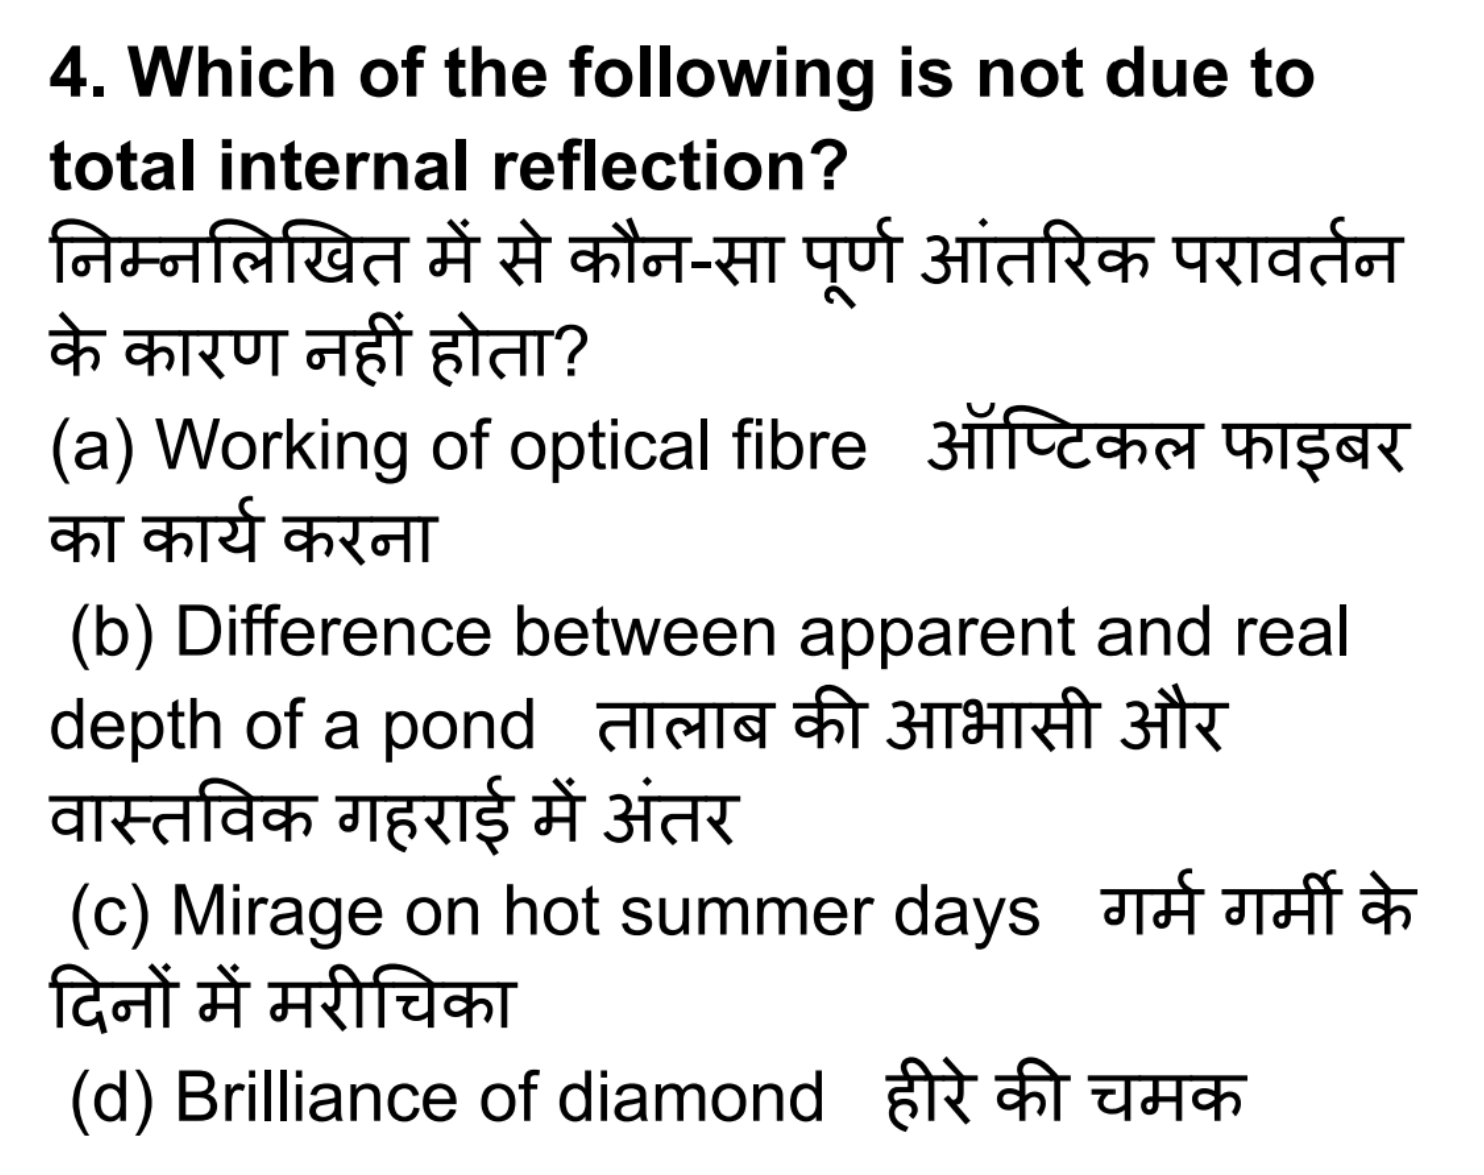 4. Which of the following is not due to
total internal reflection?
निम्नलिखित में से कौन-सा पूर्ण आंतरिक परावर्तन
के कारण नहीं होता?
(a) Working of optical fibre ऑप्टिकल फाइबर
का कार्य करना
(b) Difference between apparent and real
depth of a pond तालाब की आभासी और
वास्तविक गहराई में अंतर
(c) Mirage on hot summer days गर्म गर्मी के
दिनों में मरीचिका
(d) Brilliance of diamond हीरे की चमक